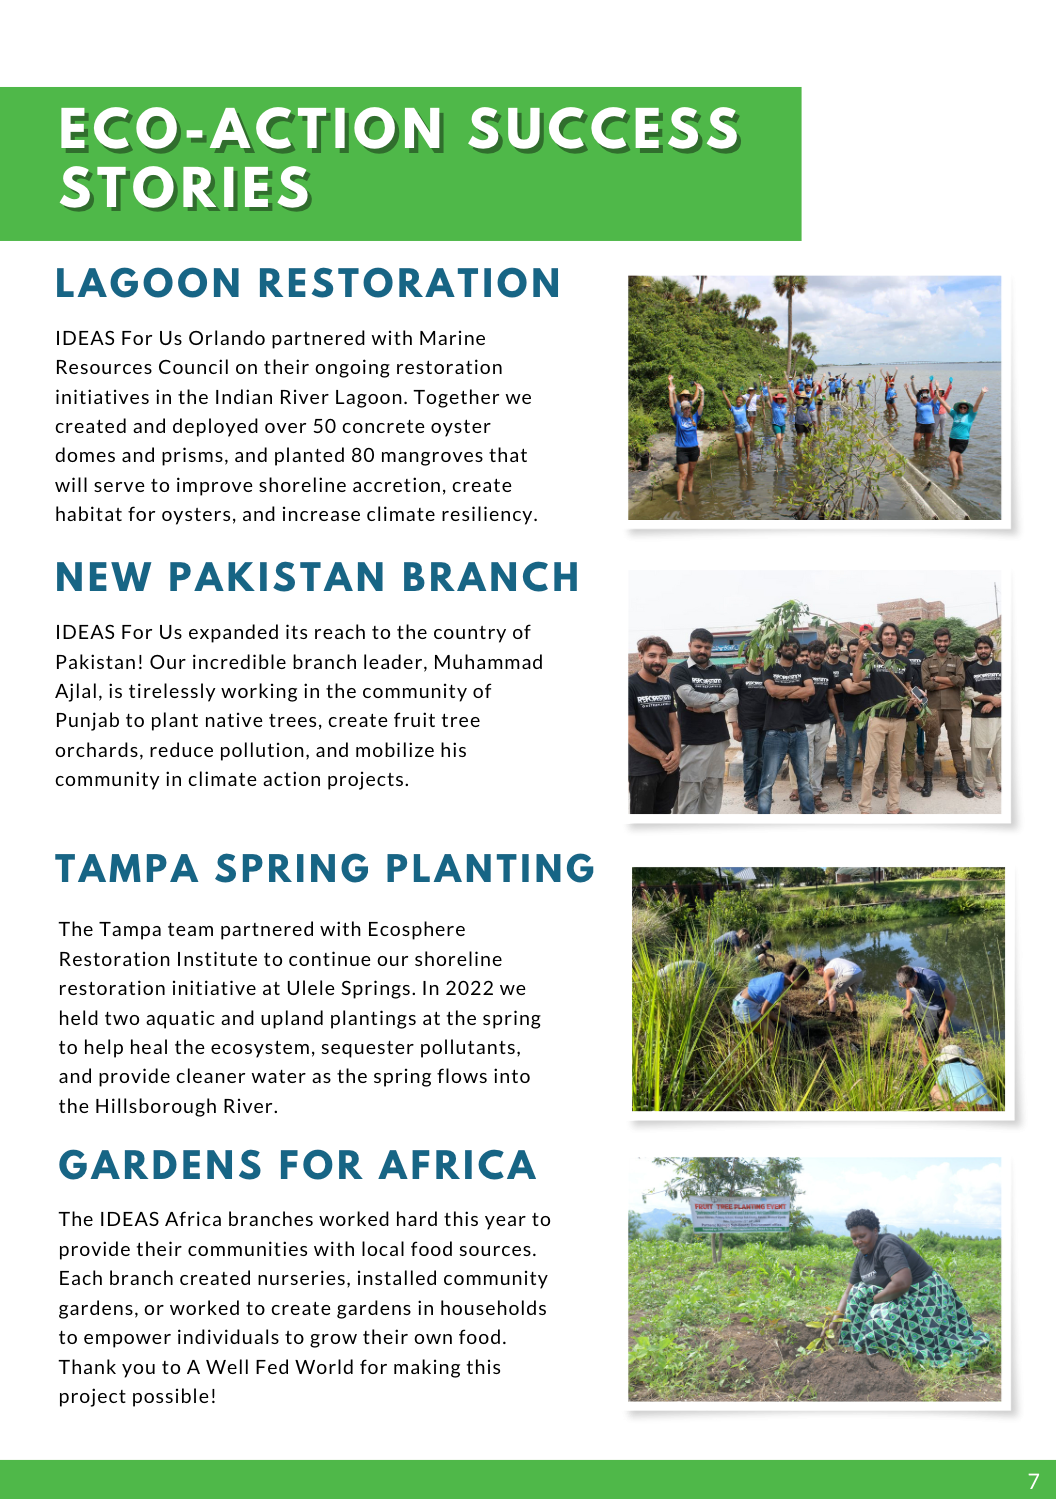 ECO-ACTION SUCCESS
STORIES
LAGOON RESTORATION
IDEAS For Us Orlando partnered with Marine
Resources Council on their ongoing restoration
initiatives in the Indian River Lagoon. Together we
created and deployed over 50 concrete oyster
domes and prisms, and planted 80 mangroves that
will serve to improve shoreline accretion, create
habitat for oysters, and increase climate resiliency.
NEW PAKISTAN BRANCH
IDEAS For Us expanded its reach to the country of
Pakistan! Our incredible branch leader, Muhammad
Ajlal, is tirelessly working in the community of
Punjab to plant native trees, create fruit tree
orchards, reduce pollution, and mobilize his
community in climate action projects.
TAMPA SPRING PLANTING
The Tampa team partnered with Ecosphere
Restoration Institute to continue our shoreline
restoration initiative at Ulele Springs. In 2022 we
held two aquatic and upland plantings at the spring
to help heal the ecosystem, sequester pollutants,
and provide cleaner water as the spring flows into
the Hillsborough River.
GARDENS FOR AFRICA
The IDEAS Africa branches worked hard this year to
provide their communities with local food sources.
Each branch created nurseries, installed community
gardens, or worked to create gardens in households
to empower individuals to grow their own food.
Thank you to A Well Fed World for making this
project possible!
FRUIT TREE PLANTING EVENT
7